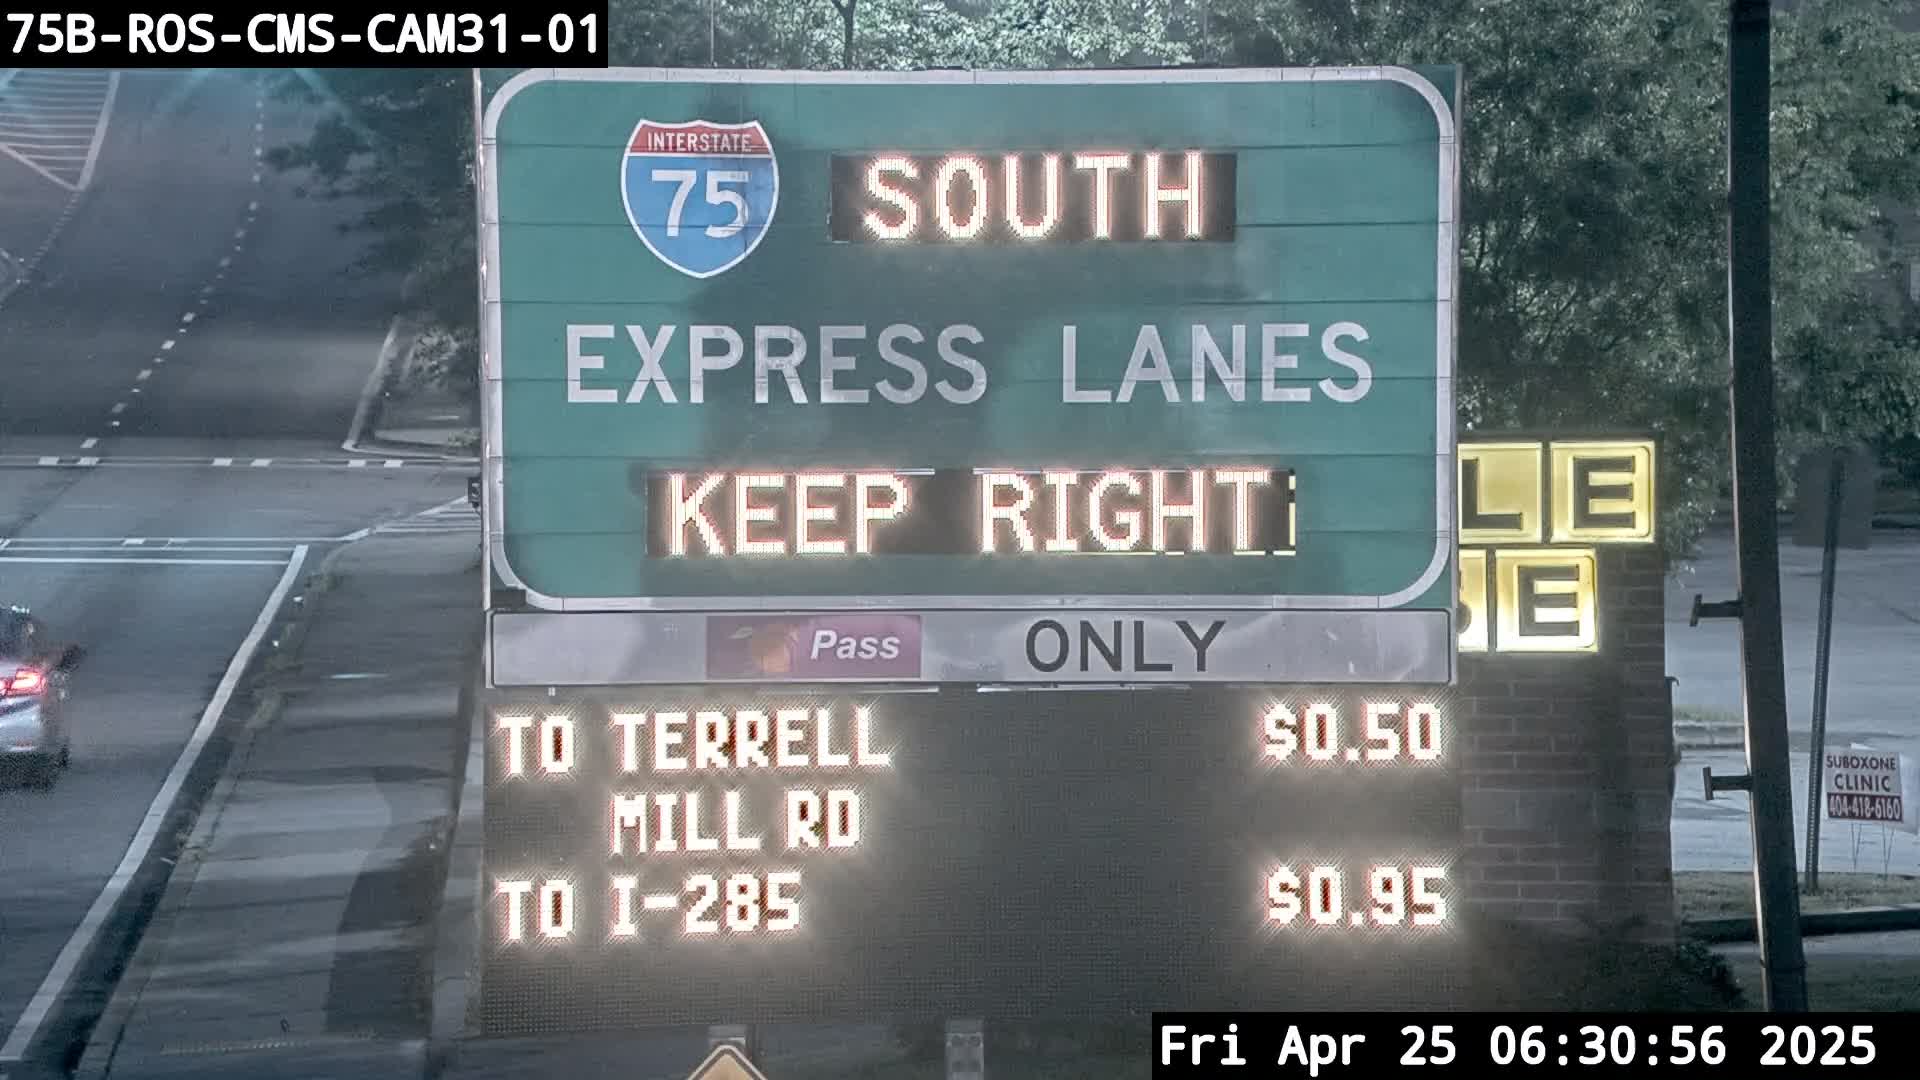 75B-ROS-CMS-CAM31-01
INTERSTATE
75
SOUTH
EXPRESS LANES
KEEP RIGHT
Pass ONLY
TO TERRELL $0.50
MILL RD
TO I-285 $0.95
LE
E
SUBOXONE
CLINIC
404-418-6160
Fri Apr 25 06:30:56 2025